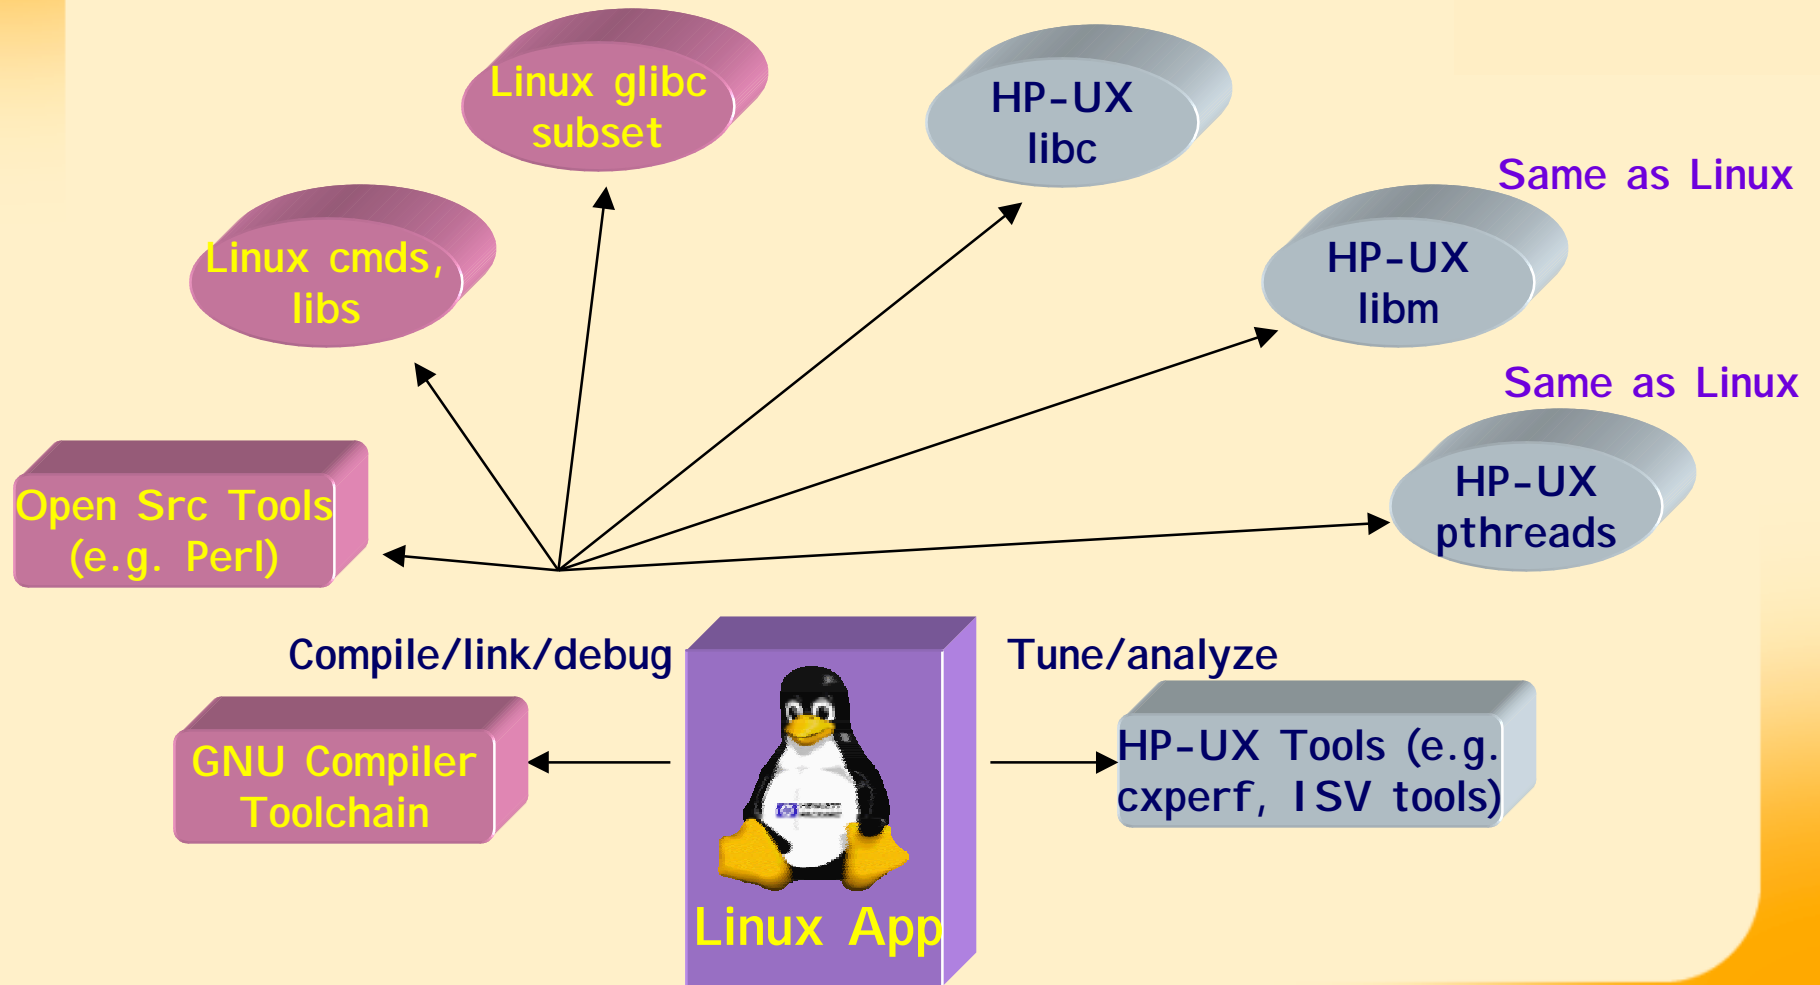 Linux glibc
subset
HP-UX
libc
Same as Linux
Linux cmds,
libs
HP-UX
libm
Same as Linux
Open Src Tools
(e.g. Perl)
HP-UX
pthreads
Compile/link/debug
Tune/analyze
GNU Compiler
Toolchain
HP-UX Tools (e.g.
cxperf, ISV tools)
Linux App